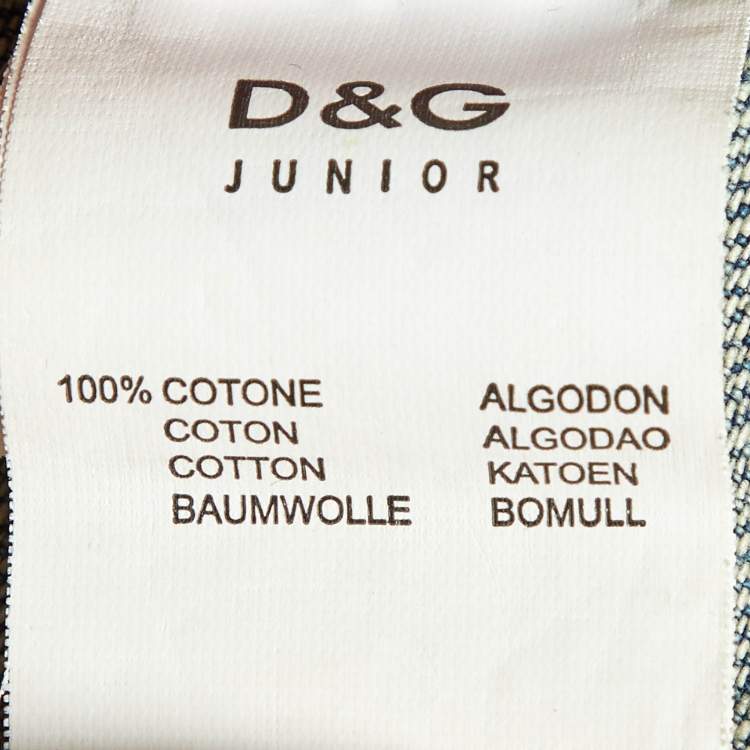 D&G
JUNIOR
100% COTONE ALGODON
COTON ALGODAO
COTTON KATOEN
BAUMWOLLE BOMULL